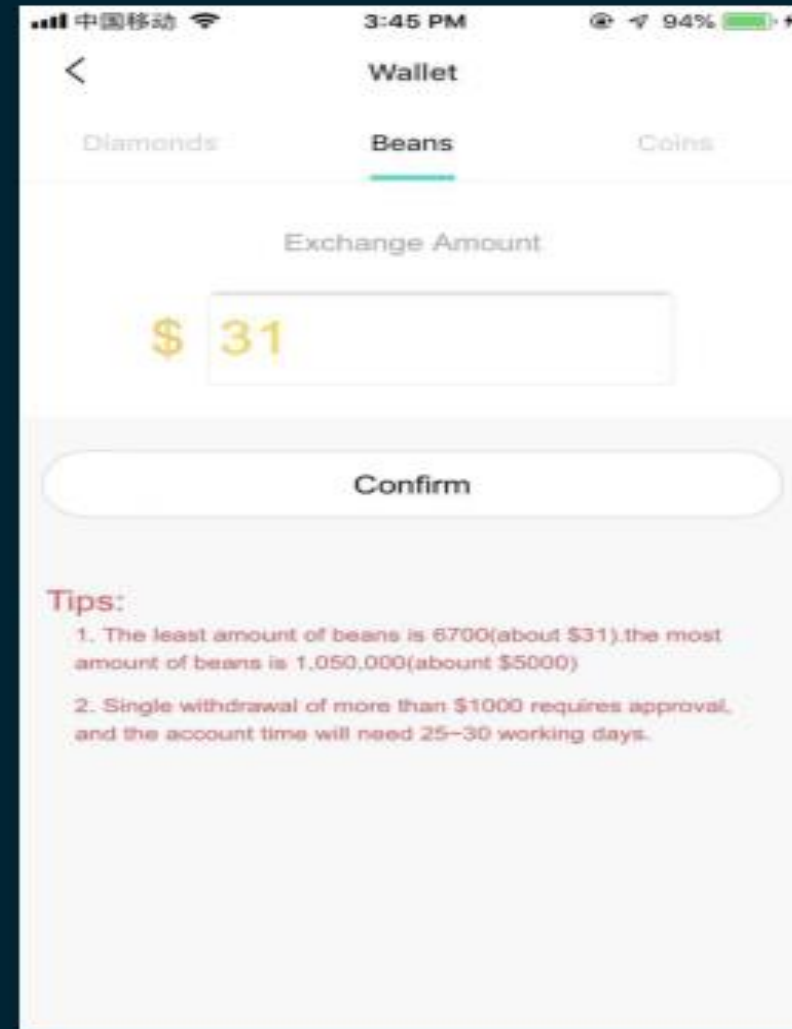 中国移动 3:45 PM 94%
Wallet
Diamonds Beans Coins
Exchange Amount
$ 31
Confirm
Tips:
1. The least amount of beans is 6700(about $31).the most
amount of beans is 1,050,000(abount $5000)
2. Single withdrawal of more than $1000 requires approval,
and the account time will need 25~30 working days.